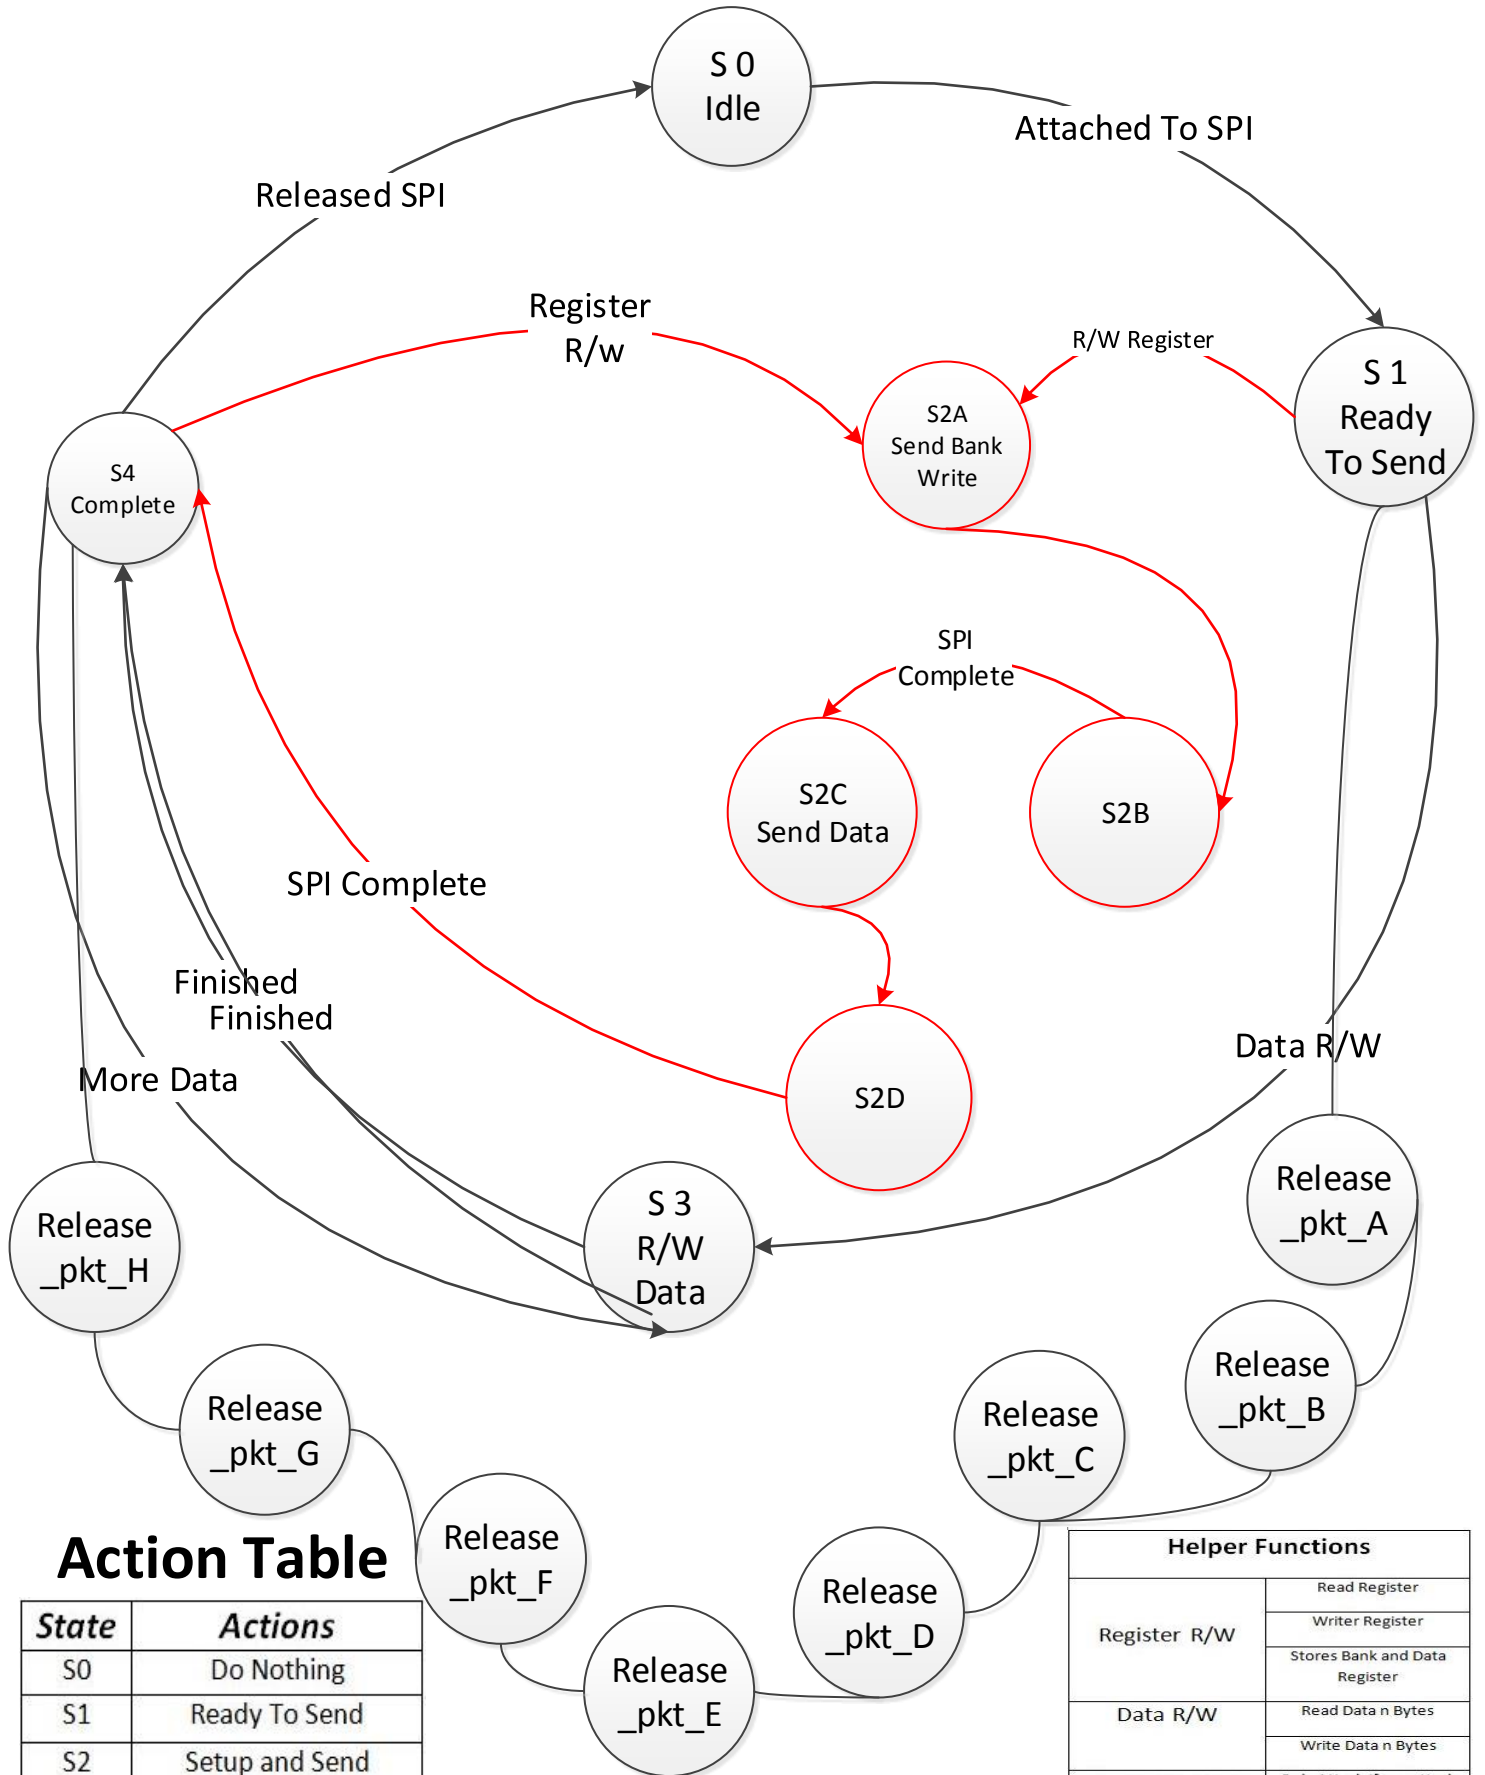 S 0
Idle
Attached To SPI
Released SPI
Register
R/w
R/W Register
S 1
Ready
To Send
S2A
Send Bank
Write
S4
Complete
SPI
Complete
S2C
Send Data
S2B
SPI Complete
Finished
Finished
Data R/W
More Data
S2D
S 3
R/W
Data
Release
_pkt_A
Release
_pkt_H
Release
_pkt_B
Release
_pkt_G
Release
_pkt_C
Release
_pkt_F
Release
_pkt_D
Release
_pkt_E
Action Table
State Actions
S0 Do Nothing
S1 Ready To Send
S2 Setup and Send
Helper Functions
Register R/W
Read Register
Writer Register
Stores Bank and Data
Register
Data R/W
Read Data n Bytes
Write Data n Bytes